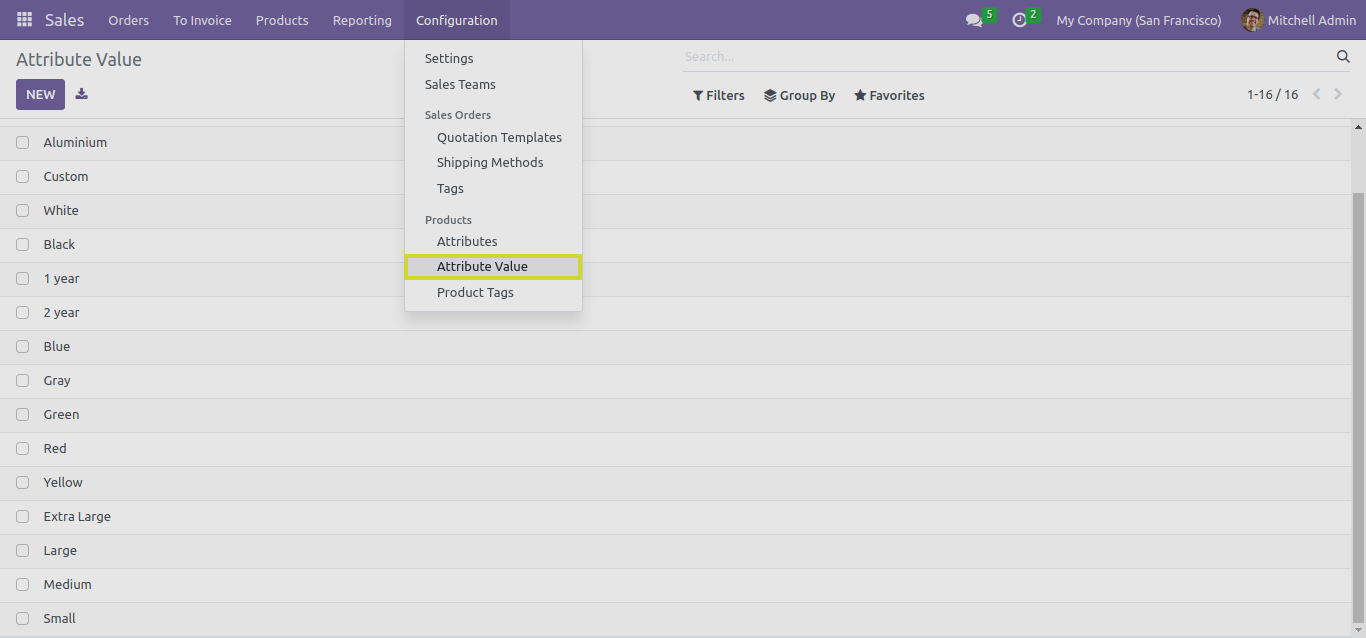 Sales Orders To Invoice Products Reporting Configuration 5 2 My Company (San Francisco) Mitchell Admin
Attribute Value
Search...
NEW
Filters Group By Favorites 1-16 / 16
Settings
Sales Teams
Sales Orders
Quotation Templates
Shipping Methods
Tags
Products
Attributes
Attribute Value
Product Tags
Aluminium
Custom
White
Black
1 year
2 year
Blue
Gray
Green
Red
Yellow
Extra Large
Large
Medium
Small